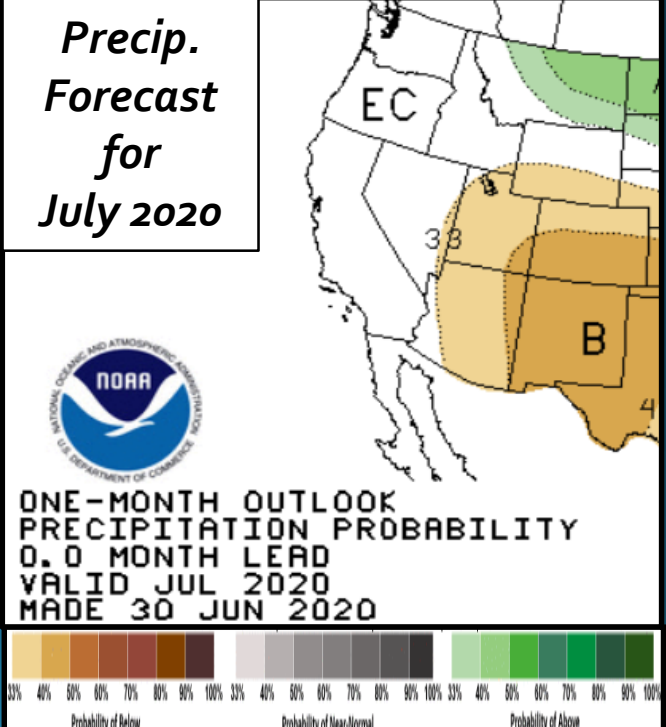 Precip.
Forecast
for
July 2020
EC
33
B
4
NOAA
NATIONAL OCEANIC AND ATMOSPHERIC ADMINISTRATION
U.S. DEPARTMENT OF COMMERCE
ONE-MONTH OUTLOOK
PRECIPITATION PROBABILITY
0.0 MONTH LEAD
VALID JUL 2020
MADE 30 JUN 2020
33% 40% 50% 60% 70% 80% 90% 100% 33% 40% 50% 60% 70% 80% 90% 100% 33% 40% 50% 60% 70% 80% 90% 100%
Probability of Below Probability of Near-Normal Probability of Above